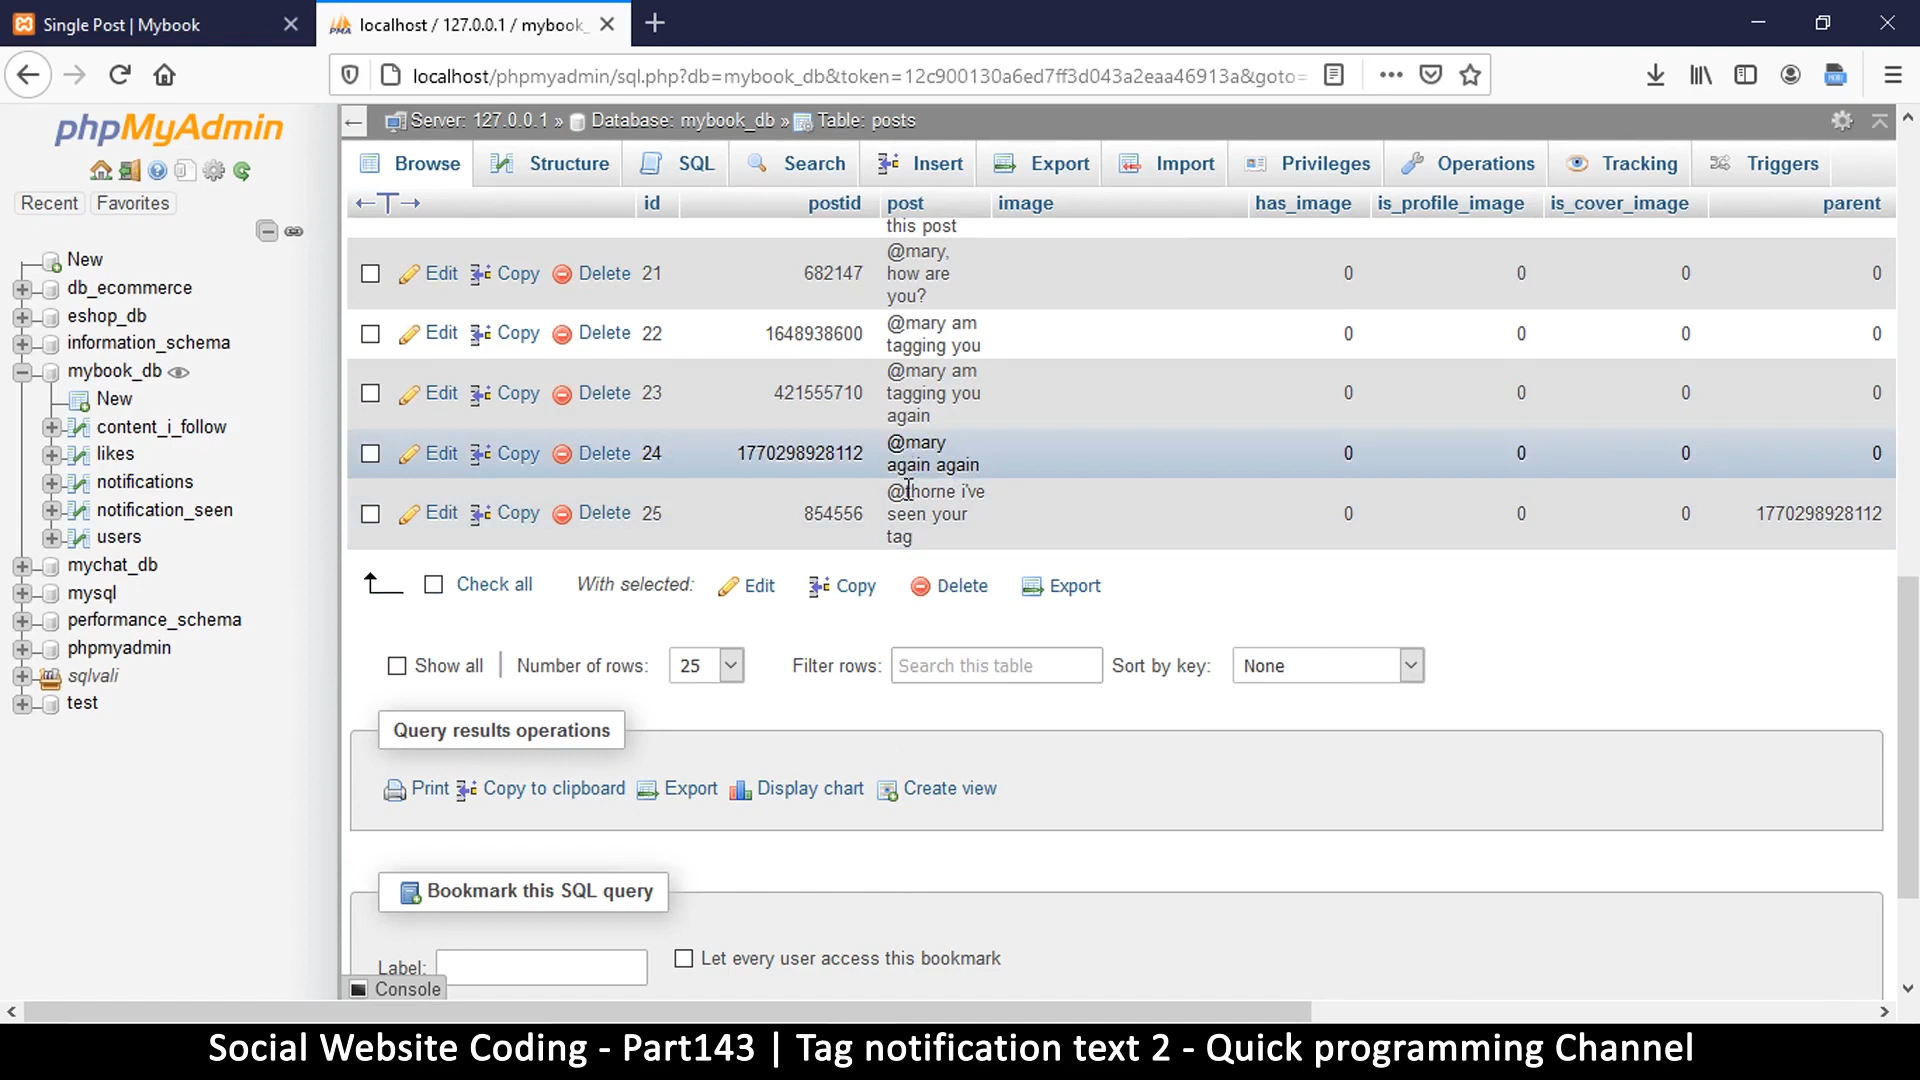 Single Post | Mybook
localhost / 127.0.0.1 / mybook_
localhost/phpmyadmin/sql.php?db=mybook_db&token=12c900130a6ed7ff3d043a2eaa46913a&goto=
phpMyAdmin
Recent
Favorites
New
db_ecommerce
eshop_db
information_schema
mybook_db
New
content_i_follow
likes
notifications
notification_seen
users
mychat_db
mysql
performance_schema
phpmyadmin
sqlvali
test
Server: 127.0.0.1 » Database: mybook_db » Table: posts
Browse Structure SQL Search Insert Export Import Privileges Operations Tracking Triggers
id postid post image has_image is_profile_image is_cover_image parent
this post
@mary,
Edit Copy Delete 21 682147 how are 0 0 0 0
you?
Edit Copy Delete 22 1648938600 @mary am 0 0 0 0
tagging you
@mary am
Edit Copy Delete 23 421555710 tagging you 0 0 0 0
again
Edit Copy Delete 24 1770298928112 @mary 0 0 0 0
again again
@thorne i've
Edit Copy Delete 25 854556 seen your 0 0 0 1770298928112
tag
Check all With selected: Edit Copy Delete Export
Show all | Number of rows: 25 Filter rows: Search this table Sort by key: None
Query results operations
Print Copy to clipboard Export Display chart Create view
Bookmark this SQL query
Label: Let every user access this bookmark
Console
Social Website Coding - Part143 | Tag notification text 2 - Quick programming Channel